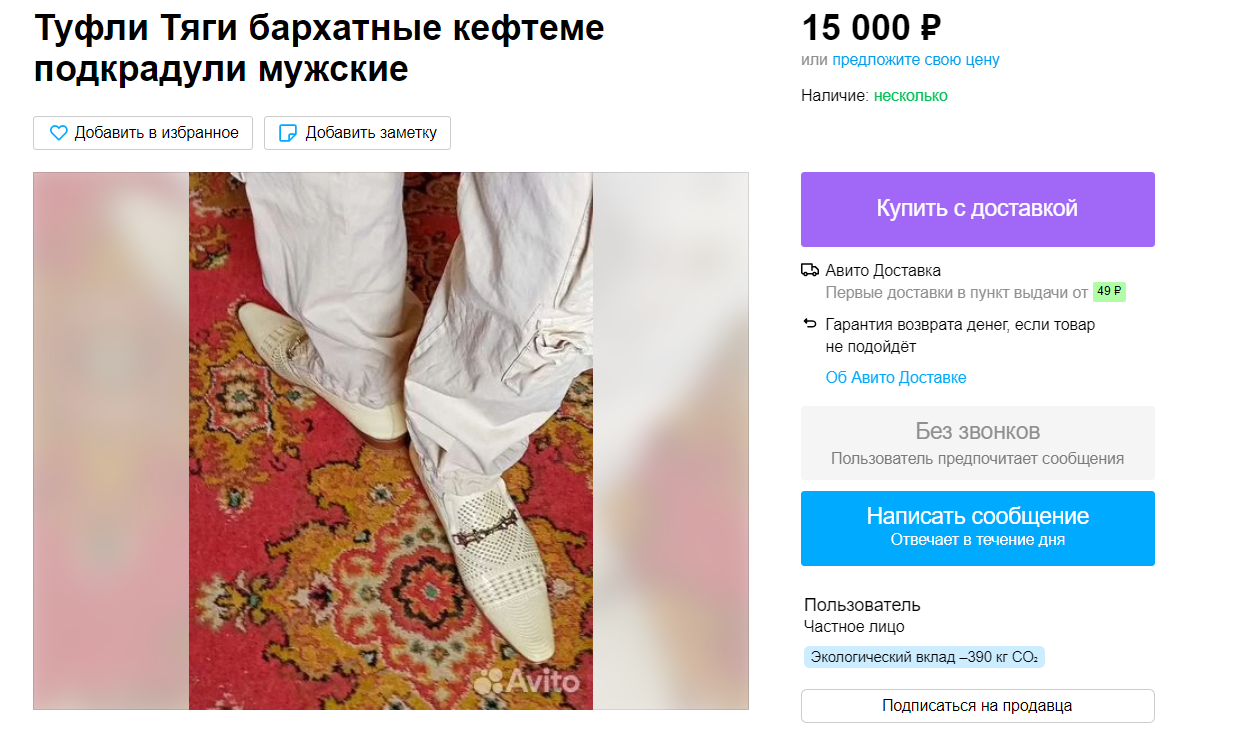 Туфли Тяги бархатные кефтеме
подкрадули мужские
Добавить в избранное
Добавить заметку
Avito
15 000 ₽
или предложите свою цену
Наличие: несколько
Купить с доставкой
Авито Доставка
Первые доставки в пункт выдачи от 49 ₽
Гарантия возврата денег, если товар
не подойдёт
Об Авито Доставке
Без звонков
Пользователь предпочитает сообщения
Написать сообщение
Отвечает в течение дня
Пользователь
Частное лицо
Экологический вклад –390 кг CO₂
Подписаться на продавца